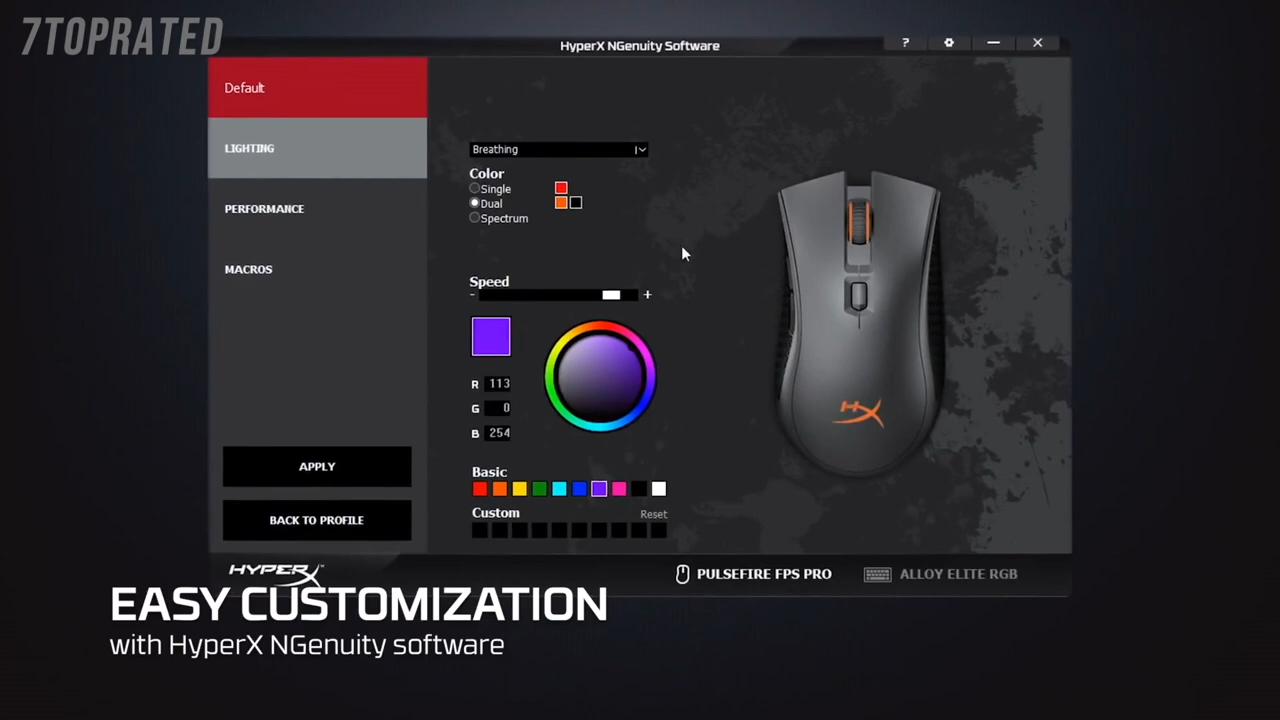 7TOPRATED
HyperX NGenuity Software
?
Default
LIGHTING
PERFORMANCE
MACROS
APPLY
BACK TO PROFILE
Breathing
Color
Single
Dual
Spectrum
Speed
- +
R 113
G 0
B 254
Basic
Custom Reset
HYPERX™
PULSEFIRE FPS PRO
ALLOY ELITE RGB
EASY CUSTOMIZATION
with HyperX NGenuity software